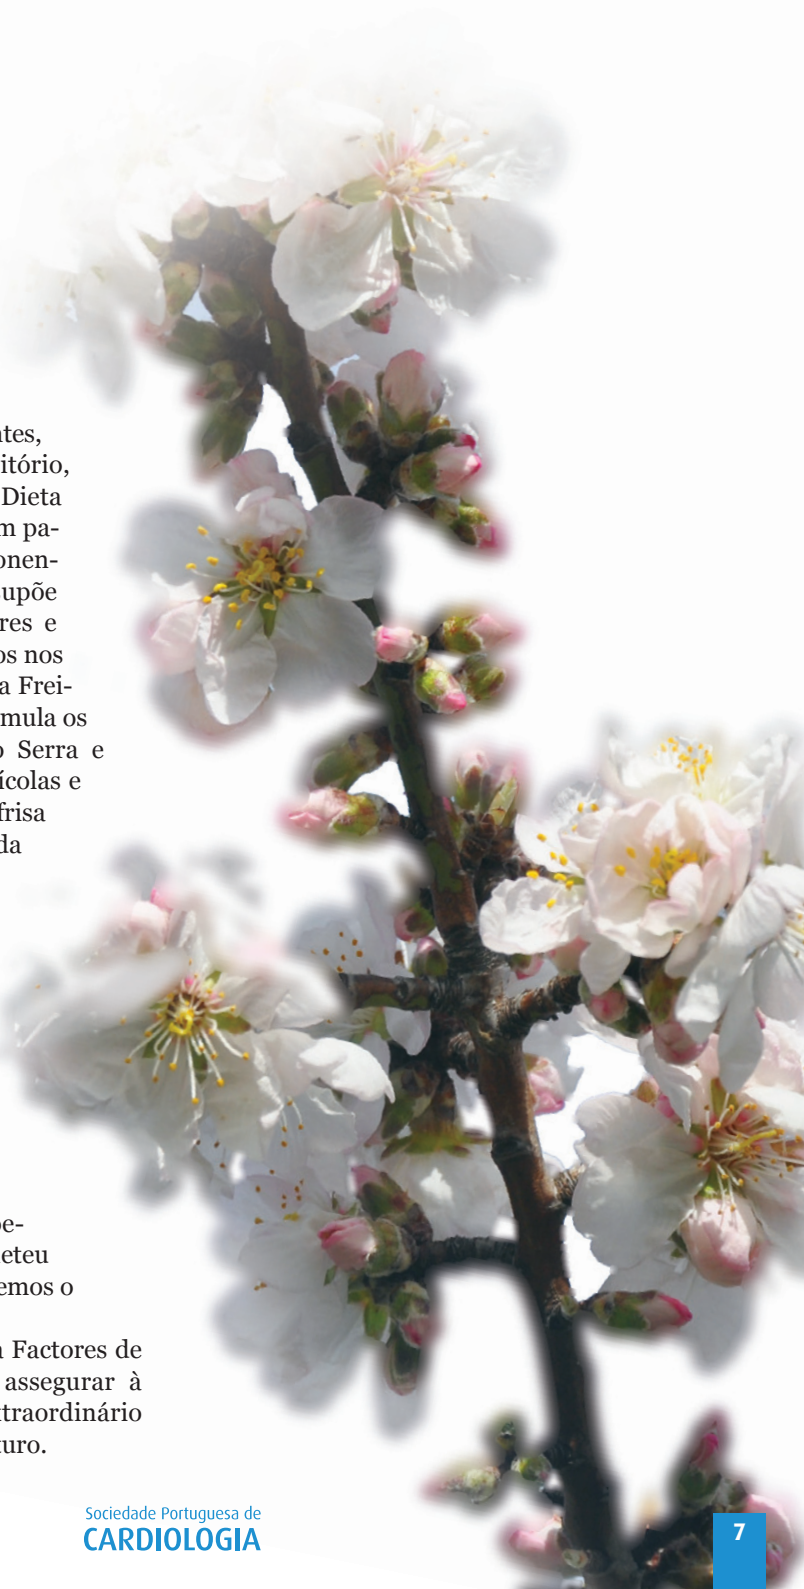 tes,
itório,
Dieta
m pa-
onen-
upõe
res e
os nos
a Frei-
mula os
o Serra e
ícolas e
frisa
da
pe-
eteu
emos o
a Factores de
assegurar à
traordinário
uro.
Sociedade Portuguesa de
CARDIOLOGIA
7